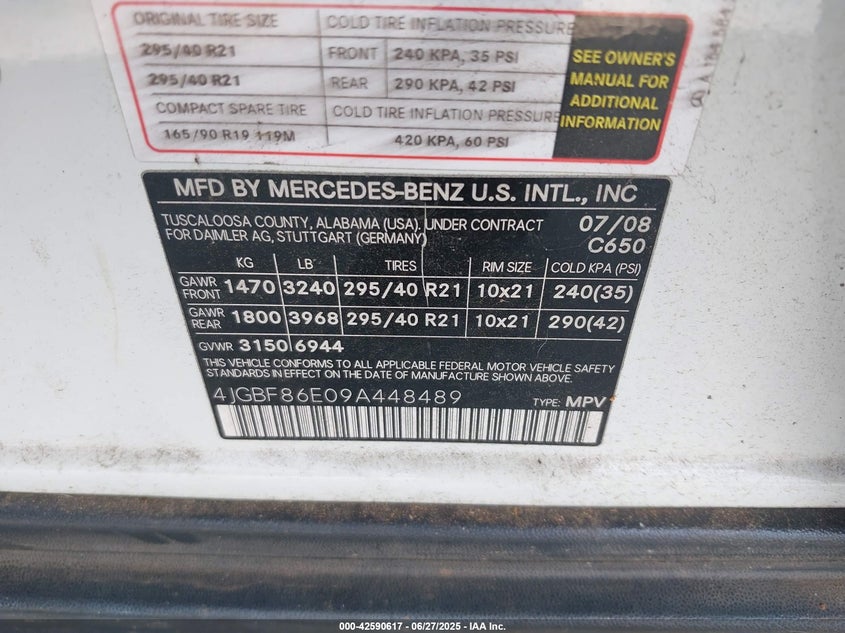 ORIGINAL TIRE SIZE COLD TIRE INFLATION PRESSURE
295/40 R21 FRONT 240 KPA, 35 PSI
295/40 R21 REAR 290 KPA, 42 PSI
COMPACT SPARE TIRE COLD TIRE INFLATION PRESSURE
165/90 R19 119M 420 KPA, 60 PSI
SEE OWNER'S
MANUAL FOR
ADDITIONAL
INFORMATION
MFD BY MERCEDES-BENZ U.S. INTL., INC
TUSCALOOSA COUNTY, ALABAMA (USA). UNDER CONTRACT 07/08
FOR DAIMLER AG, STUTTGART (GERMANY) C650
KG LB TIRES RIM SIZE COLD KPA (PSI)
GAWR FRONT 1470 3240 295/40 R21 10x21 240(35)
GAWR REAR 1800 3968 295/40 R21 10x21 290(42)
GVWR 3150 6944
THIS VEHICLE CONFORMS TO ALL APPLICABLE FEDERAL MOTOR VEHICLE SAFETY
STANDARDS IN EFFECT ON THE DATE OF MANUFACTURE SHOWN ABOVE.
4JGBF86E09A448489 TYPE: MPV
000-42590617 - 06/27/2025 - IAA Inc.